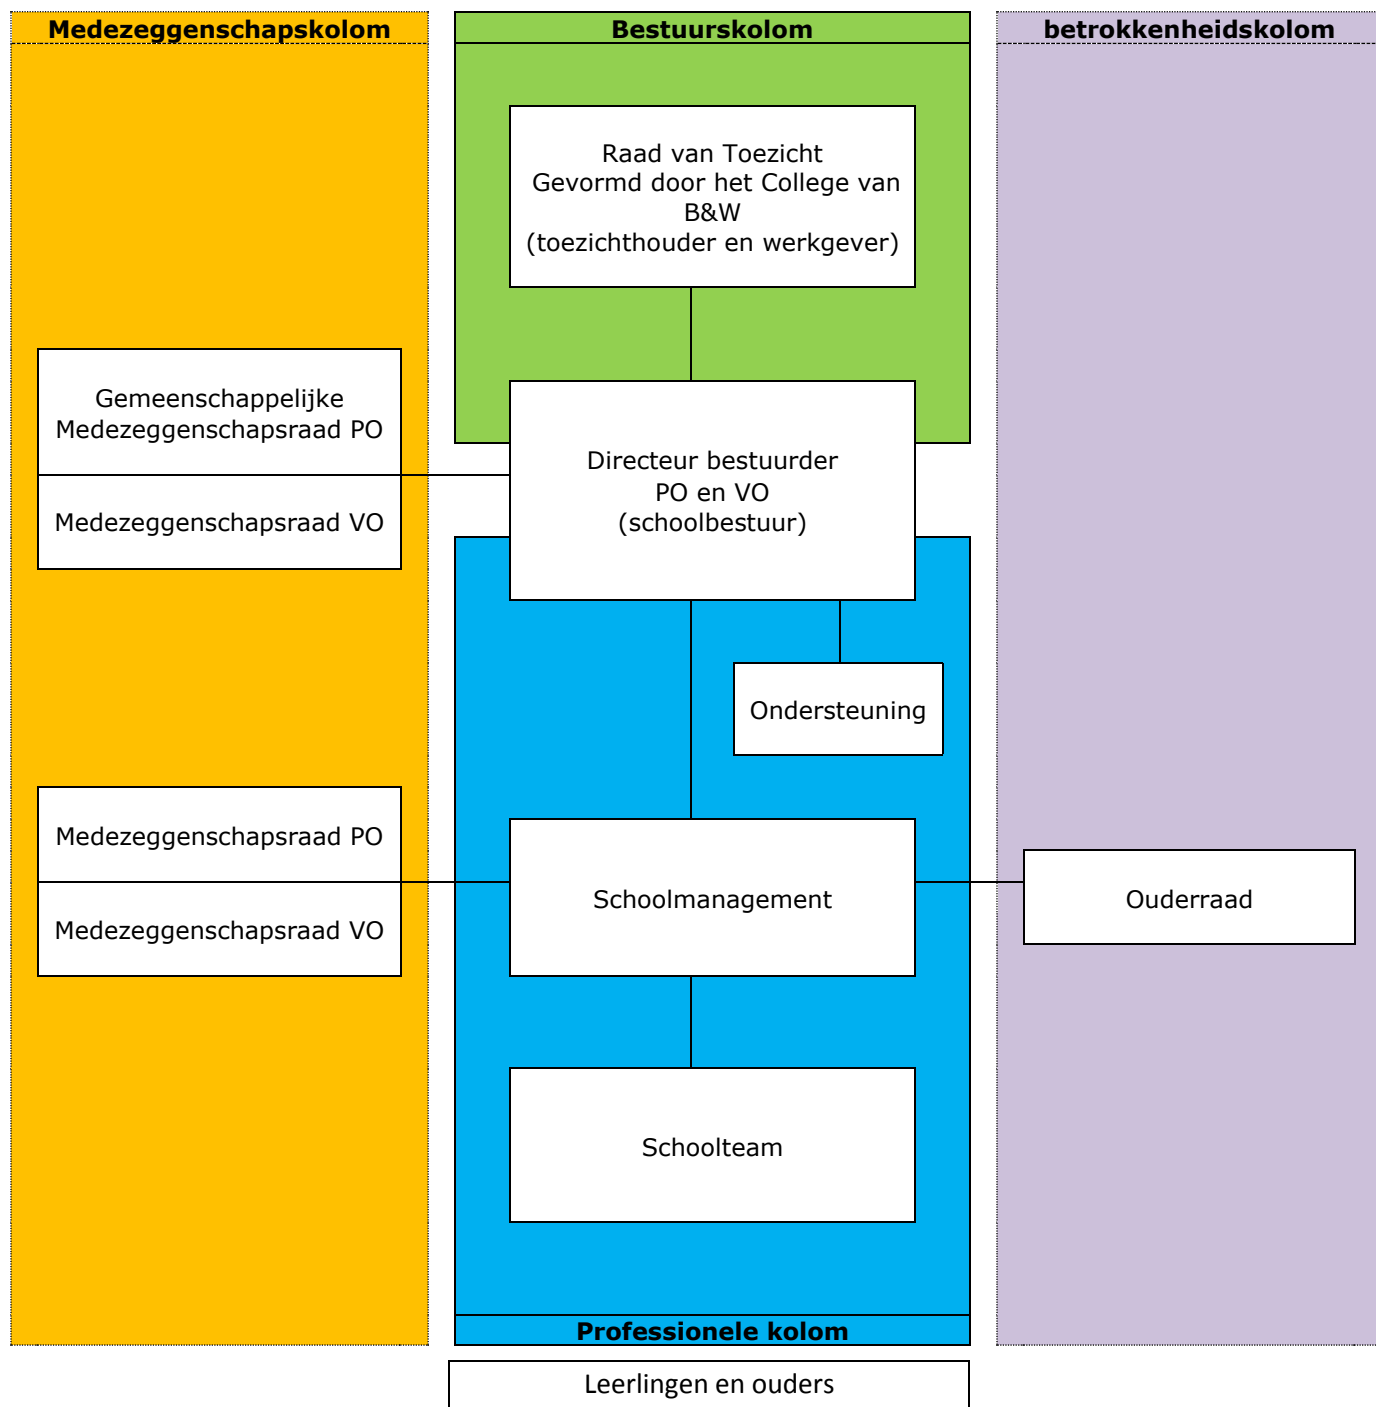 Medezeggenschapskolom
Bestuurskolom
betrokkenheidskolom
Raad van Toezicht
Gevormd door het College van
B&W
(toezichthouder en werkgever)
Gemeenschappelijke
Medezeggenschapsraad PO
Medezeggenschapsraad VO
Directeur bestuurder
PO en VO
(schoolbestuur)
Ondersteuning
Medezeggenschapsraad PO
Medezeggenschapsraad VO
Schoolmanagement
Ouderraad
Schoolteam
Professionele kolom
Leerlingen en ouders